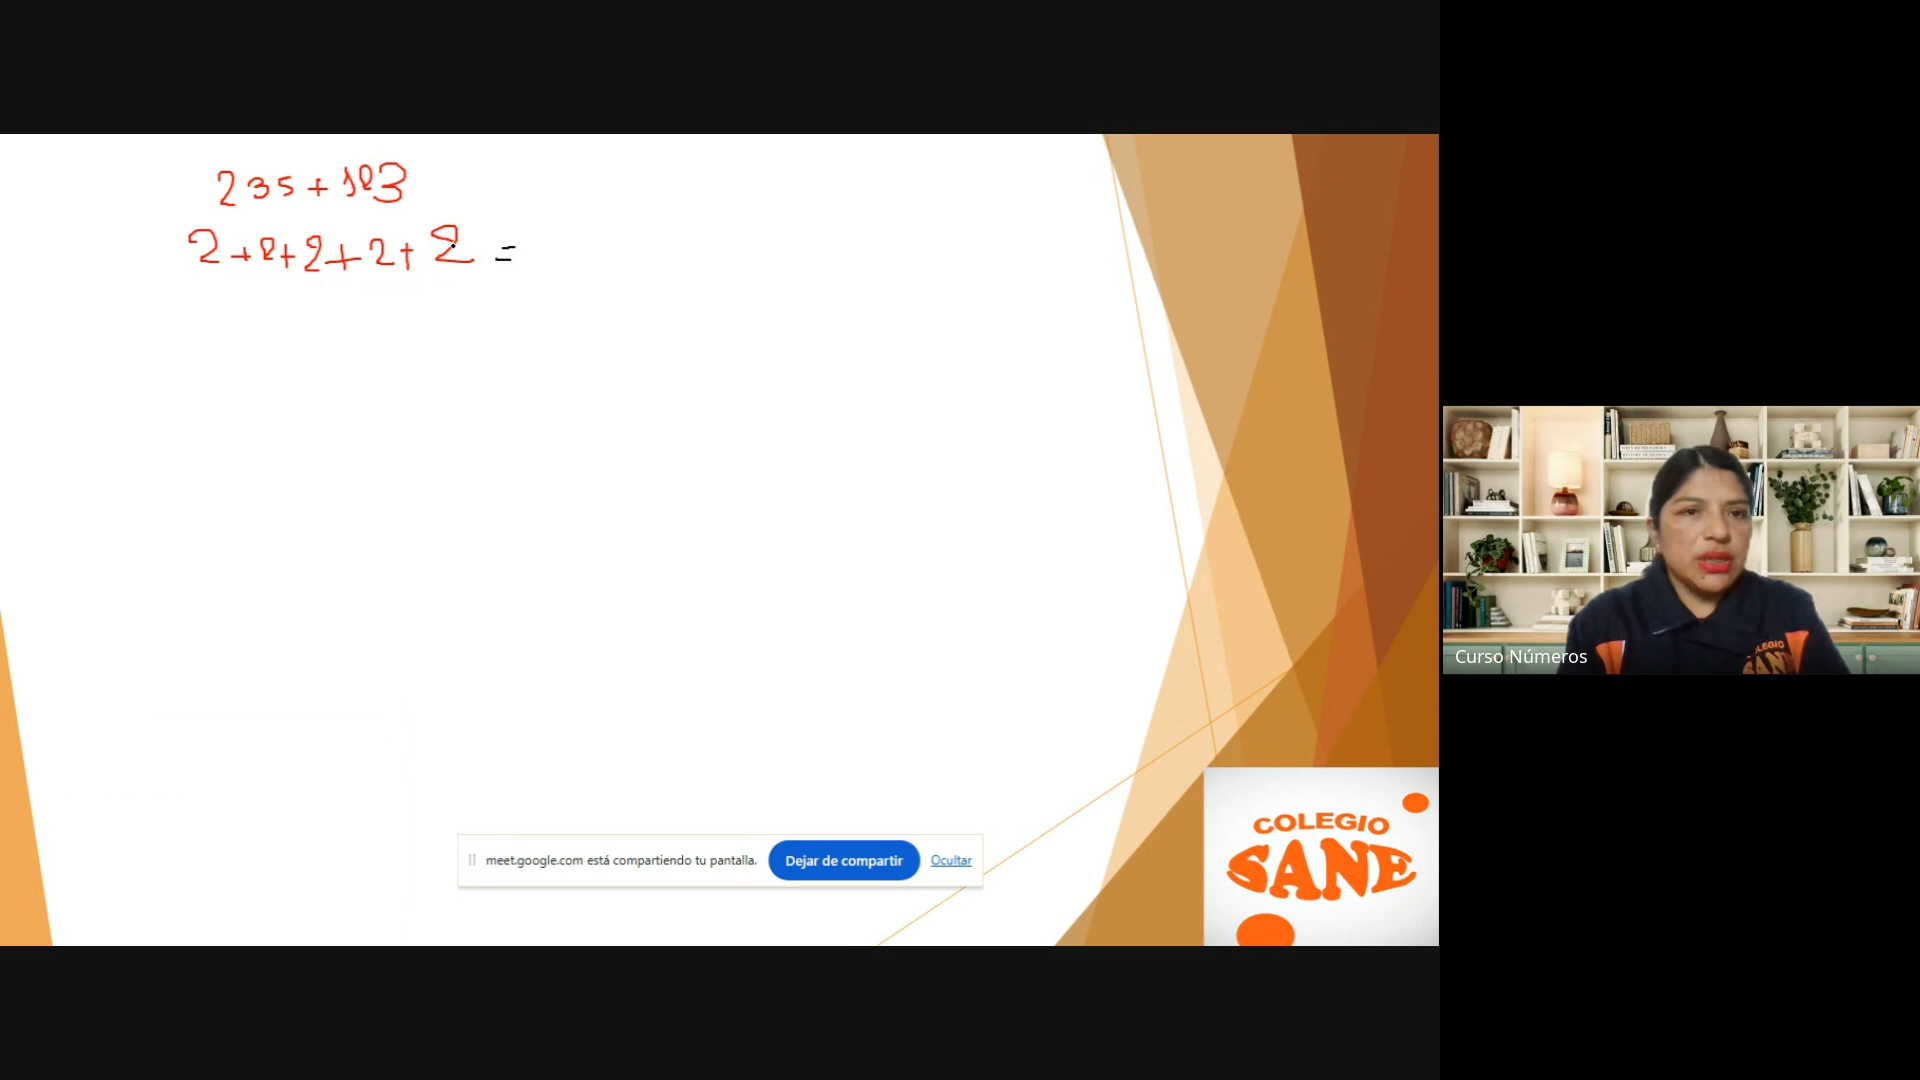 235 + 123
2 + 2 + 2 + 2 + 2 =
meet.google.com está compartiendo tu pantalla. Dejar de compartir Ocultar
COLEGIO
SANE
Curso Números